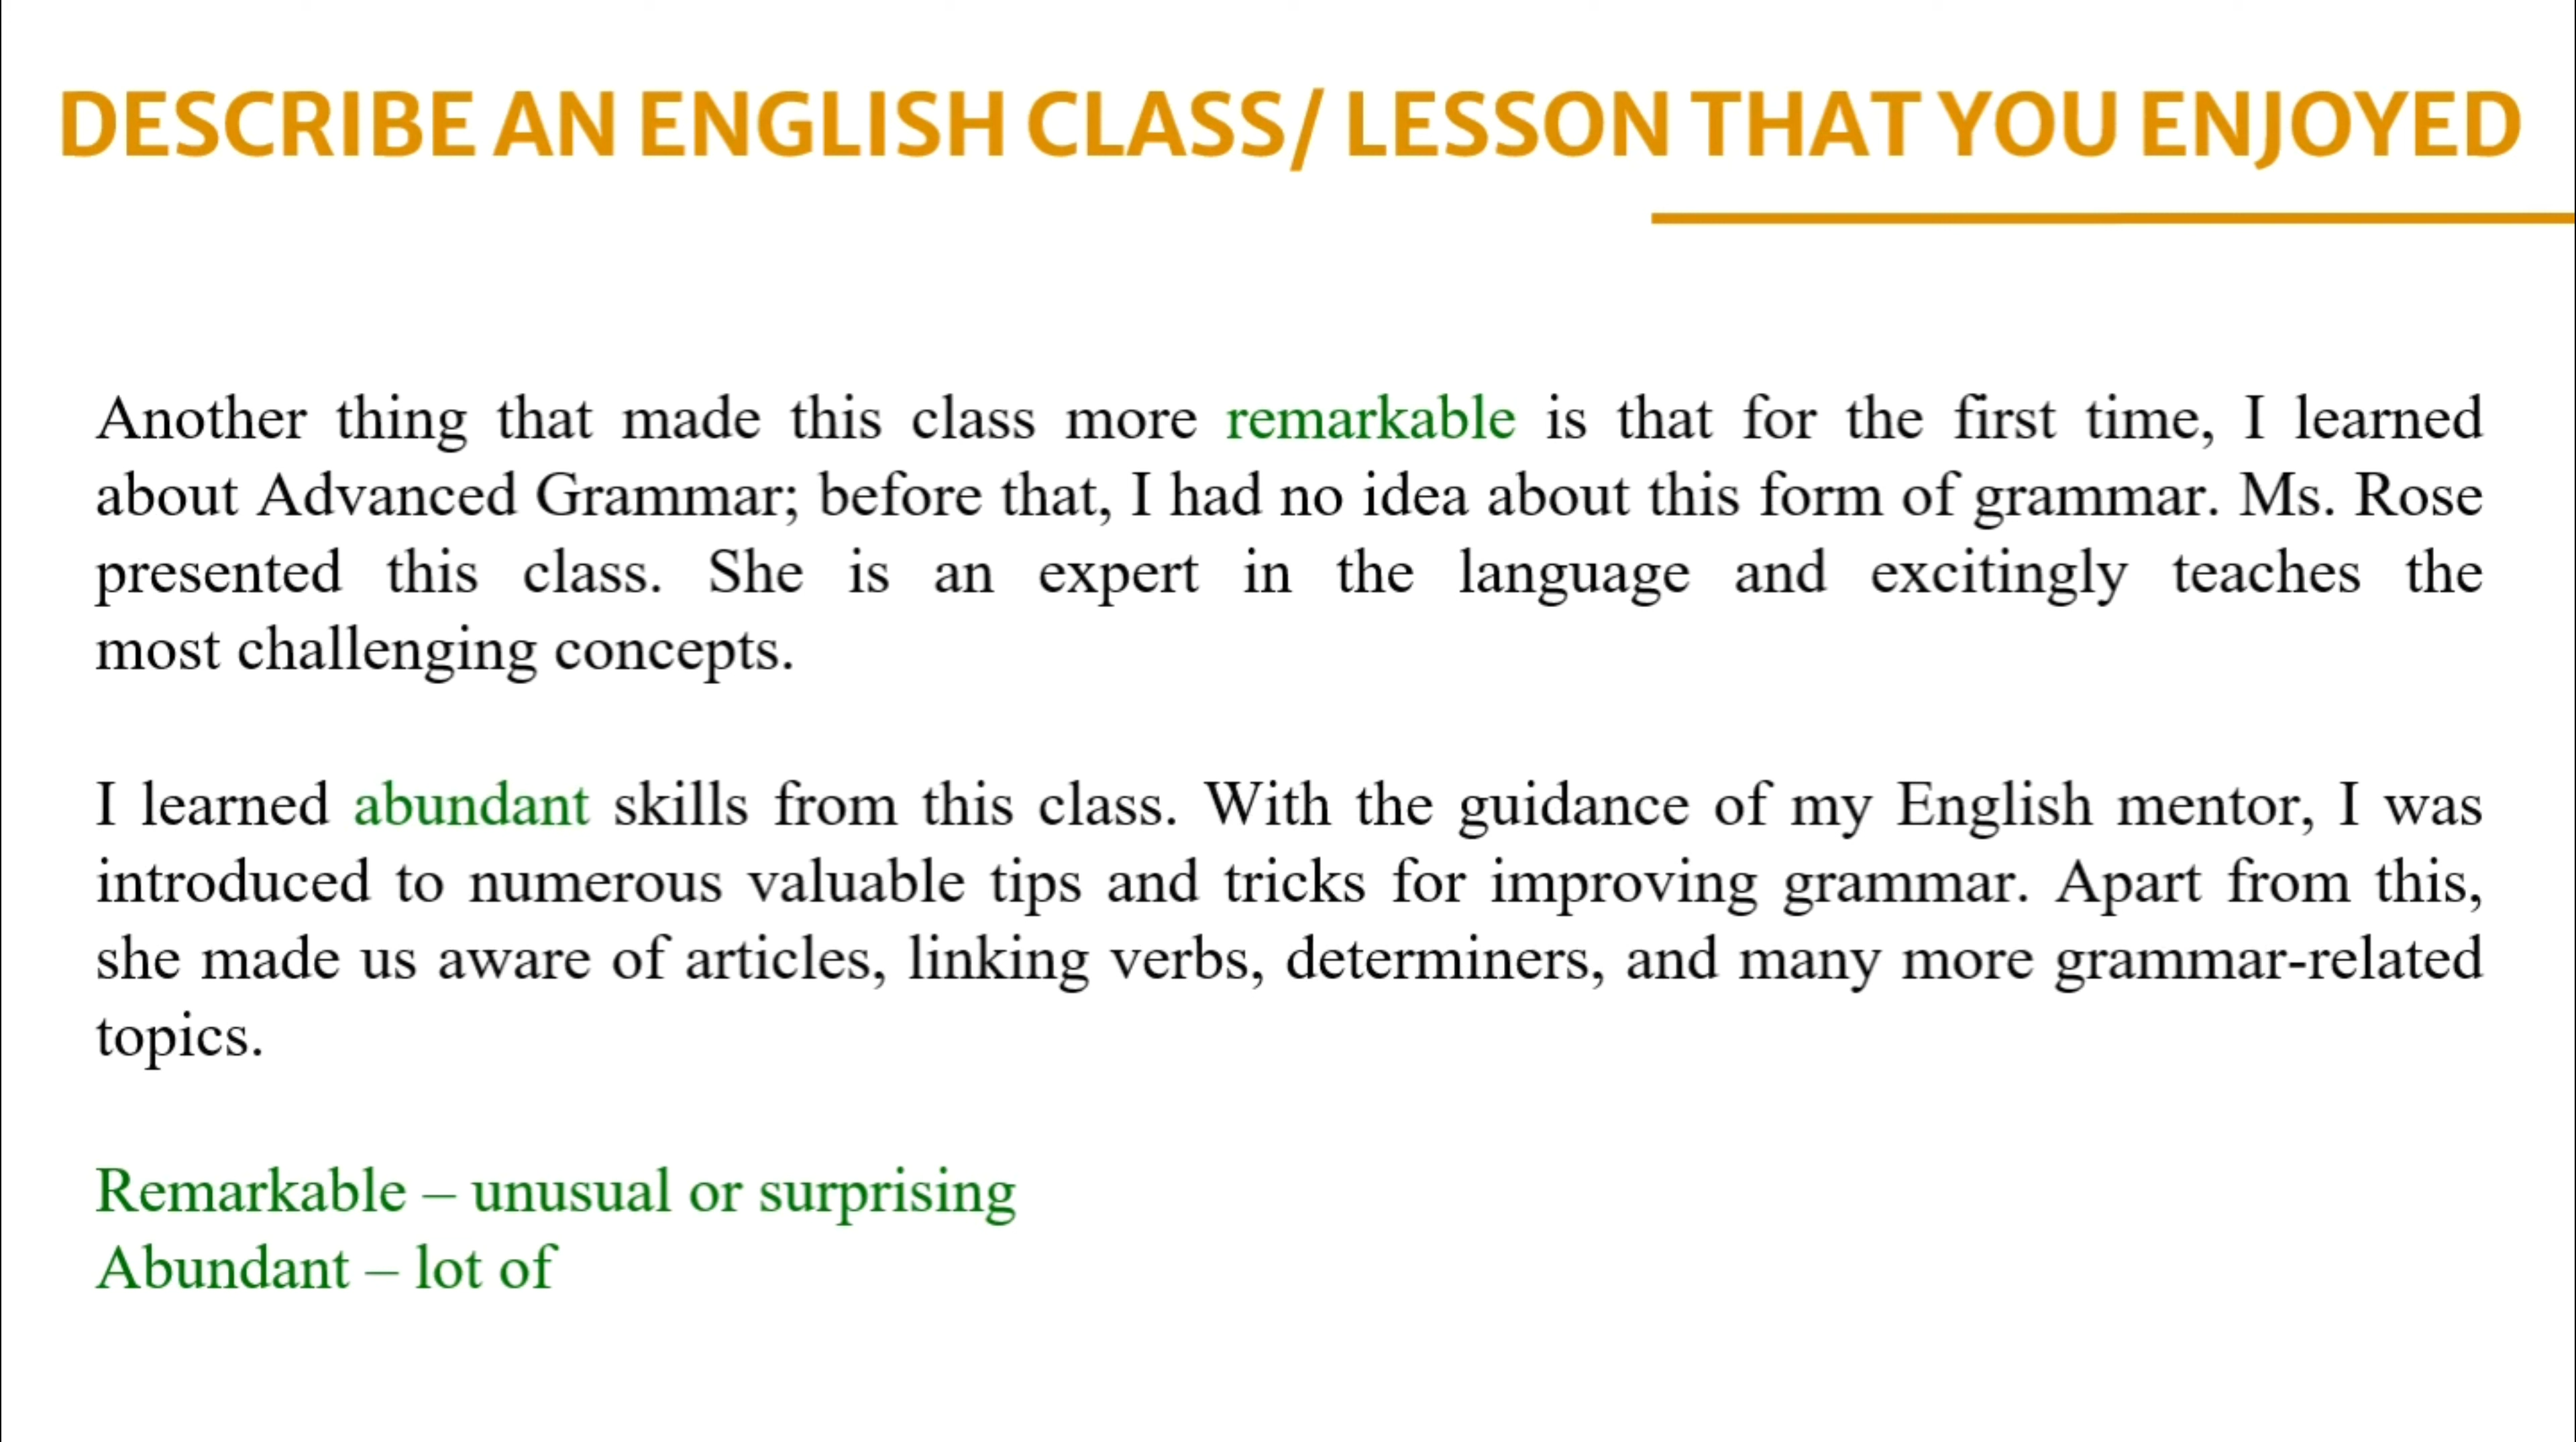 DESCRIBE AN ENGLISH CLASS/ LESSON THAT YOU ENJOYED
Another thing that made this class more remarkable is that for the first time, I learned
about Advanced Grammar; before that, I had no idea about this form of grammar. Ms. Rose
presented this class. She is an expert in the language and excitingly teaches the
most challenging concepts.
I learned abundant skills from this class. With the guidance of my English mentor, I was
introduced to numerous valuable tips and tricks for improving grammar. Apart from this,
she made us aware of articles, linking verbs, determiners, and many more grammar-related
topics.
Remarkable – unusual or surprising
Abundant – lot of